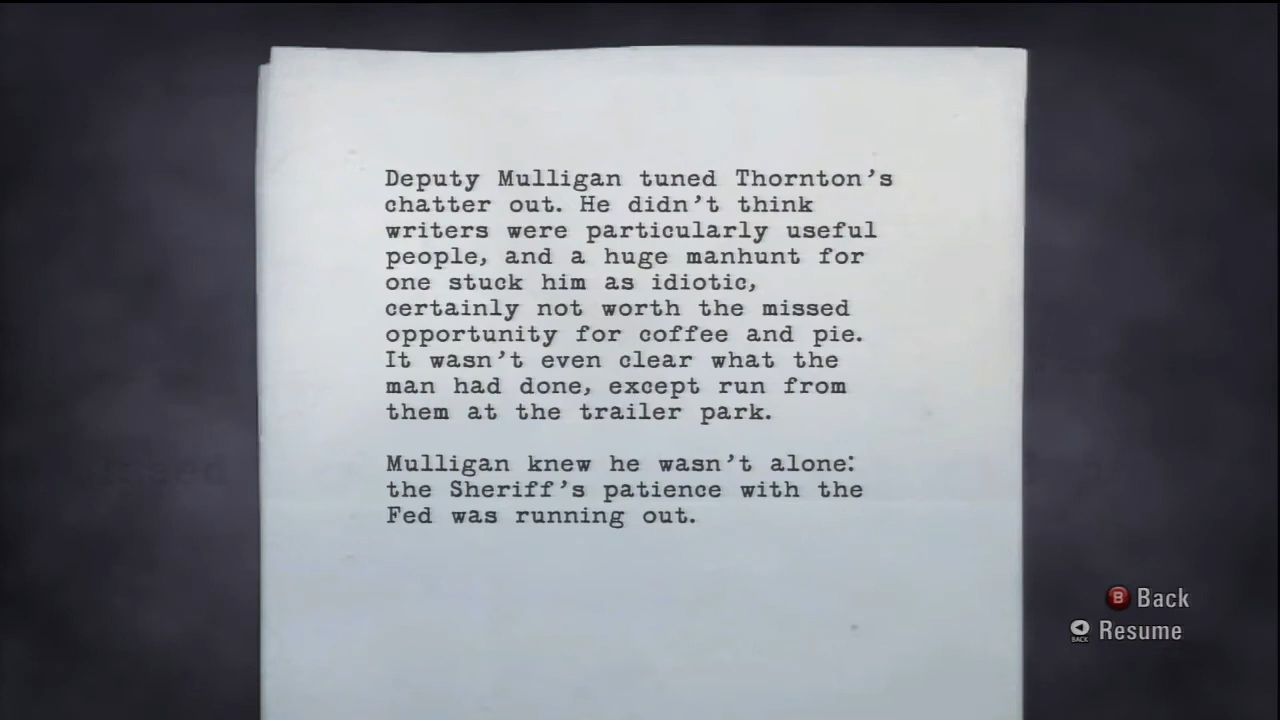 Deputy Mulligan tuned Thornton's
chatter out. He didn't think
writers were particularly useful
people, and a huge manhunt for
one stuck him as idiotic,
certainly not worth the missed
opportunity for coffee and pie.
It wasn't even clear what the
man had done, except run from
them at the trailer park.
Mulligan knew he wasn't alone:
the Sheriff's patience with the
Fed was running out.
B Back
BACK Resume